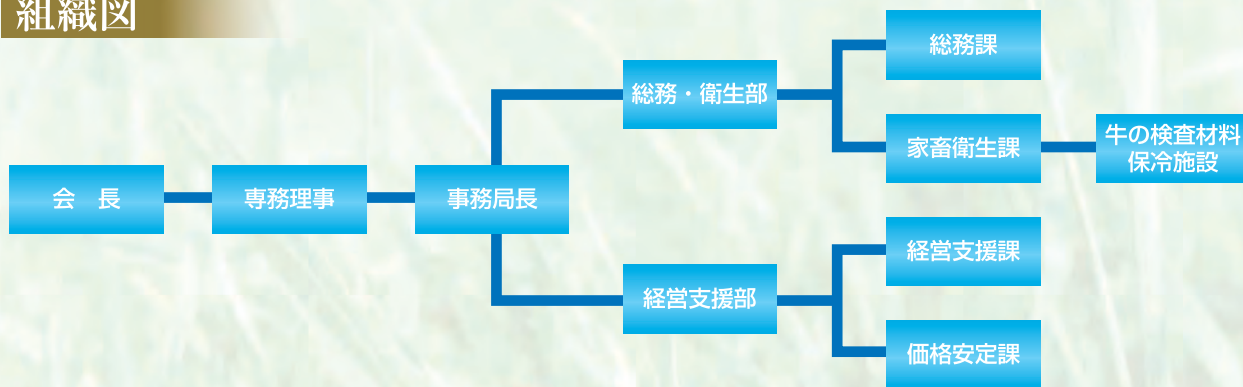 組織図
会　長
専務理事
事務局長
総務・衛生部
総務課
家畜衛生課
牛の検査材料
保冷施設
経営支援部
経営支援課
価格安定課